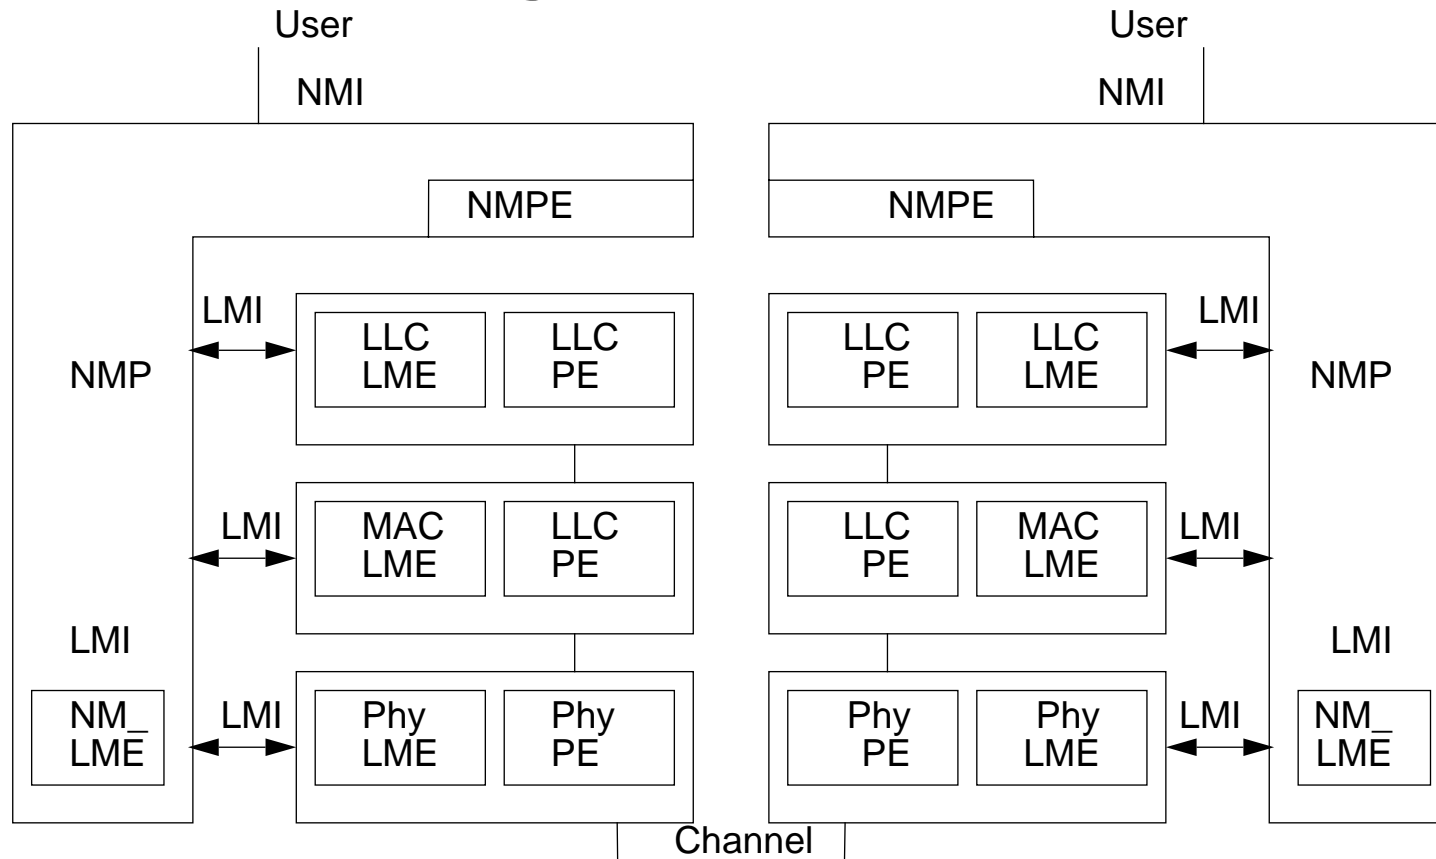 User User
NMI NMI
NMPE NMPE
LMI LLC LLC LLC LLC LMI
NMP LME PE PE LME NMP
LMI MAC LLC LLC MAC LMI
LME PE PE LME
LMI LMI
NM_ LMI Phy Phy Phy Phy LMI NM_
LME LME PE PE LME LME
Channel